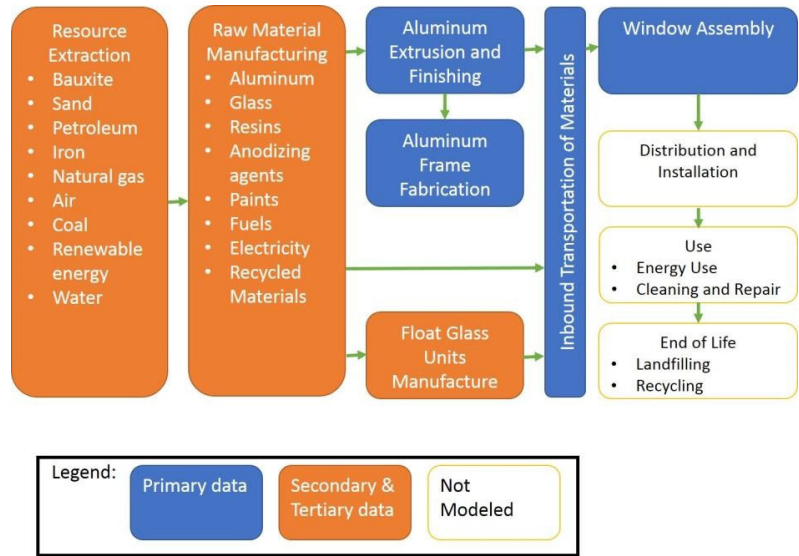 Resource
Extraction
• Bauxite
• Sand
• Petroleum
• Iron
• Natural gas
• Air
• Coal
• Renewable
energy
• Water
Raw Material
Manufacturing
• Aluminum
• Glass
• Resins
• Anodizing
agents
• Paints
• Fuels
• Electricity
• Recycled
Materials
Aluminum
Extrusion and
Finishing
Aluminum
Frame
Fabrication
Float Glass
Units
Manufacture
Inbound Transportation of Materials
Window Assembly
Distribution and
Installation
Use
• Energy Use
• Cleaning and Repair
End of Life
• Landfilling
• Recycling
Legend:
Primary data
Secondary &
Tertiary data
Not
Modeled